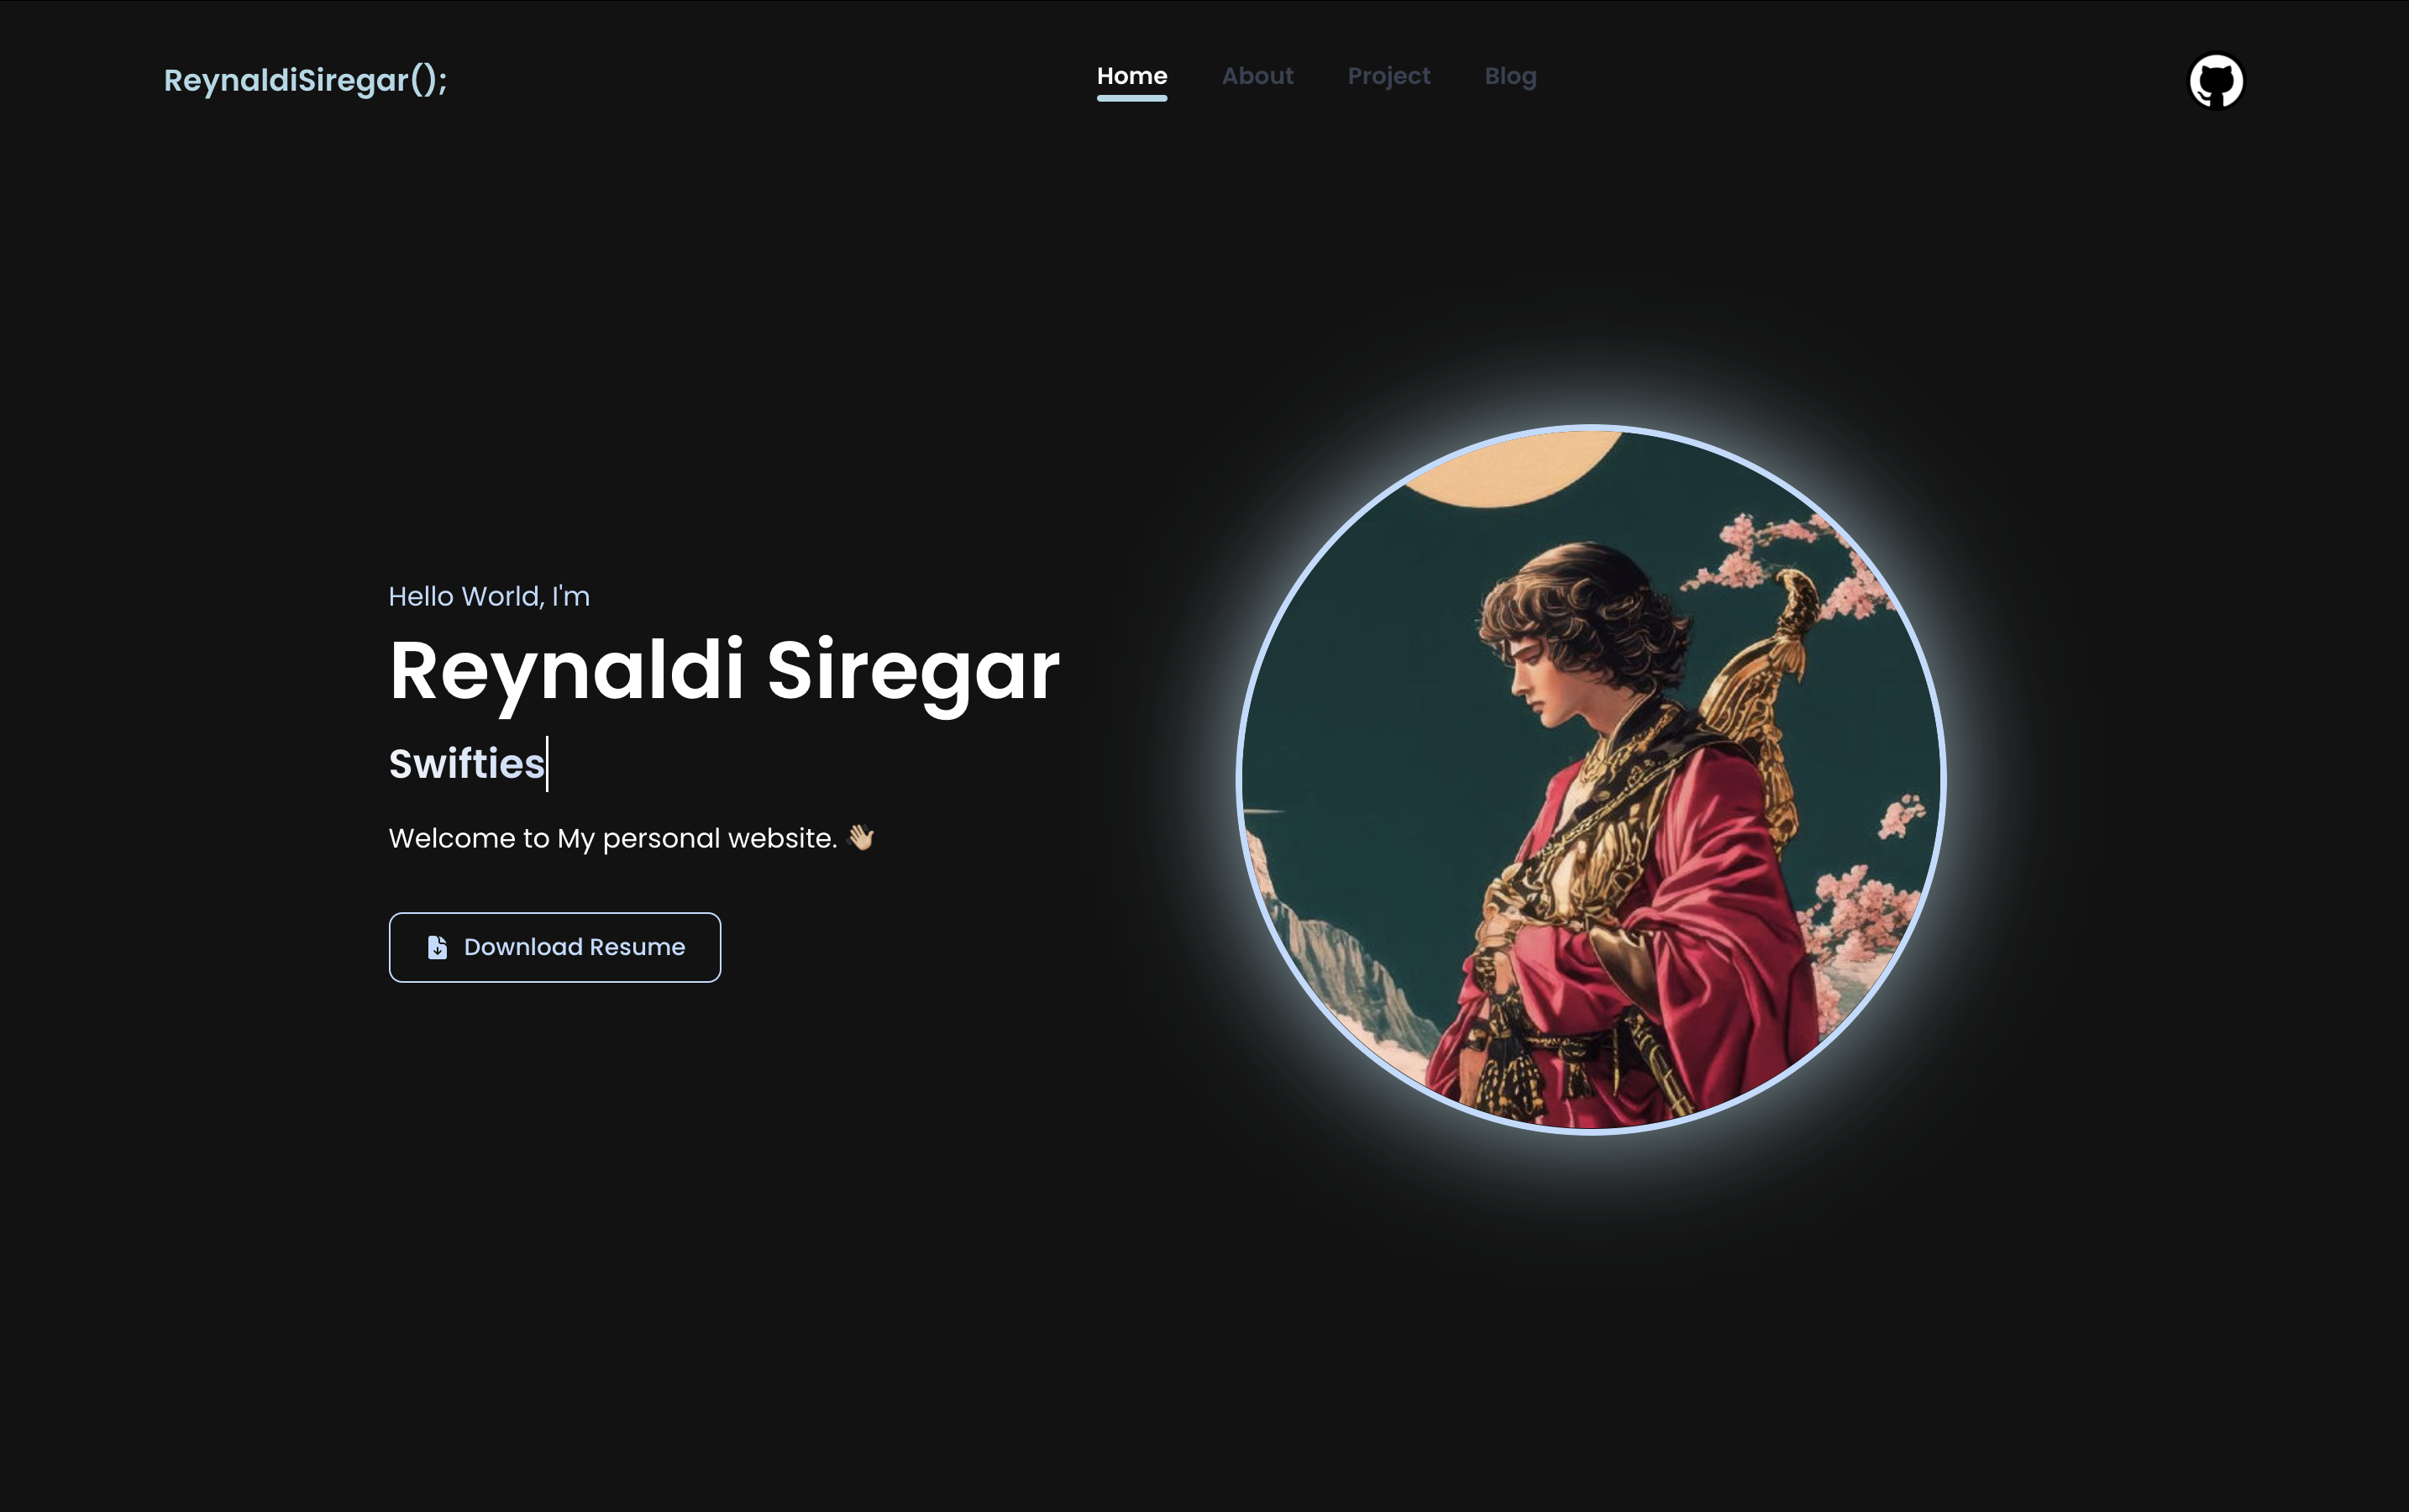 ReynaldiSiregar();
Home About Project Blog
Hello World, I'm
Reynaldi Siregar
Swifties
Welcome to My personal website. 👋🏼
Download Resume